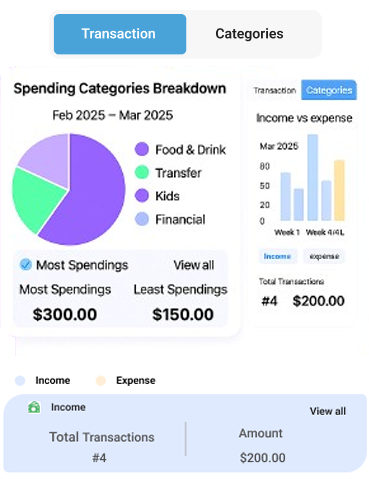 Transaction Categories
Spending Categories Breakdown
Feb 2025 – Mar 2025
Food & Drink
Transfer
Kids
Financial
Most Spendings View all
Most Spendings Least Spendings
$300.00 $150.00
Transaction Categories
Income vs expense
Mar 2025
80
50
20
0
Week 1 Week 4/4L
Income expense
Total Transactions
#4 $200.00
Income Expense
Income View all
Total Transactions Amount
#4 $200.00